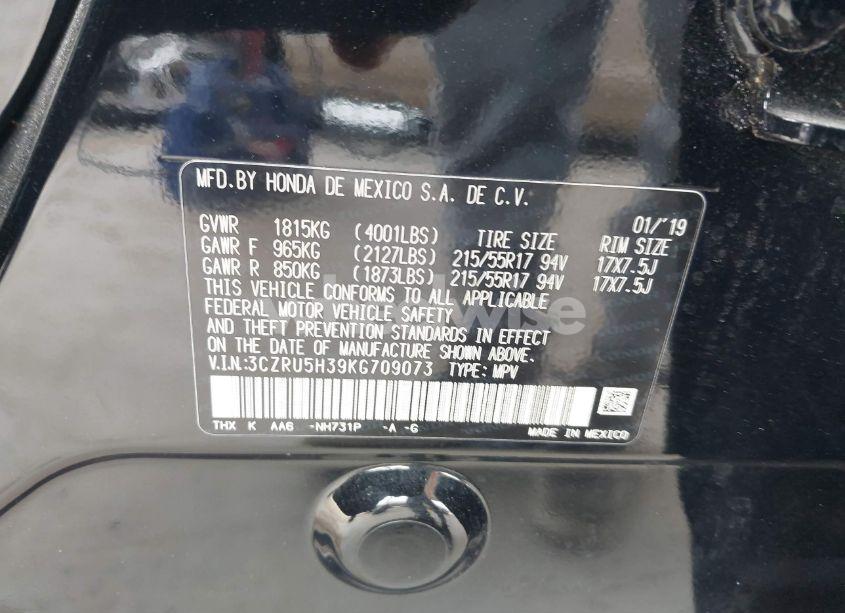 MFD.BY HONDA DE MEXICO S.A. DE C.V.
01/'19
GVWR 1815KG (4001LBS) TIRE SIZE RIM SIZE
GAWR F 965KG (2127LBS) 215/55R17 94V 17X7.5J
GAWR R 850KG (1873LBS) 215/55R17 94V 17X7.5J
THIS VEHICLE CONFORMS TO ALL APPLICABLE
FEDERAL MOTOR VEHICLE SAFETY
AND THEFT PREVENTION STANDARDS IN EFFECT
ON THE DATE OF MANUFACTURE SHOWN ABOVE.
V.I.N:3CZRU5H39KG709073 TYPE: MPV
THX K AA6 -NH731P -A -G
MADE IN MEXICO